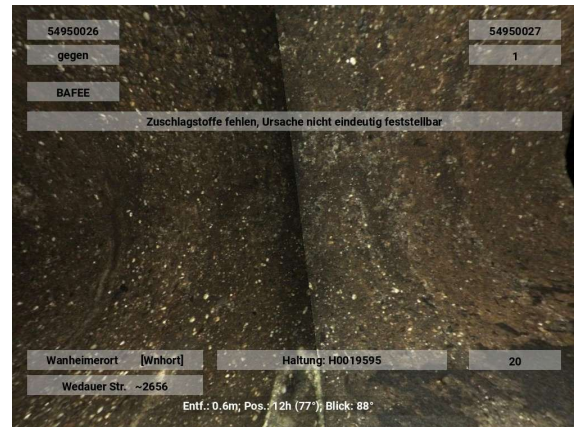 54950026 54950027
gegen 1
BAFEE
Zuschlagstoffe fehlen, Ursache nicht eindeutig feststellbar
Wanheimerort [Wnhort] Haltung: H0019595 20
Wedauer Str. ~2656
Entf.: 0.6m; Pos.: 12h (77°); Blick: 88°